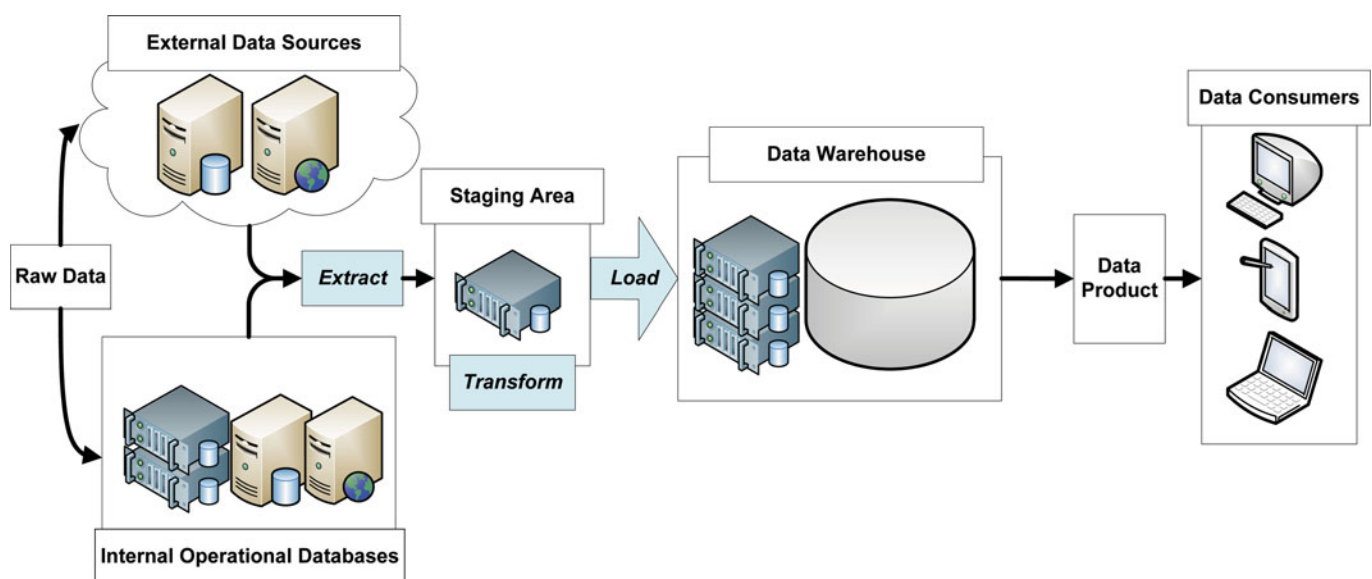 External Data Sources
Raw Data
Internal Operational Databases
Extract
Staging Area
Transform
Load
Data Warehouse
Data
Product
Data Consumers